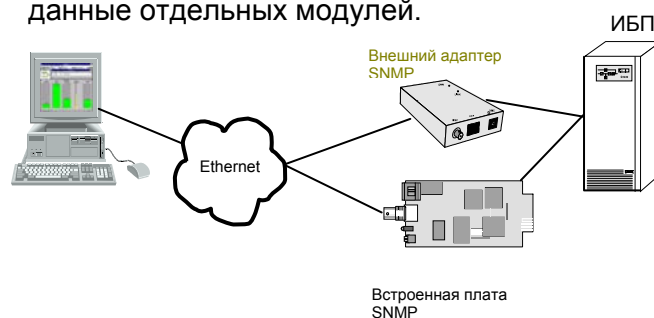 данные отдельных модулей.
ИБП
Внешний адаптер
SNMP
Ethernet
Встроенная плата
SNMP